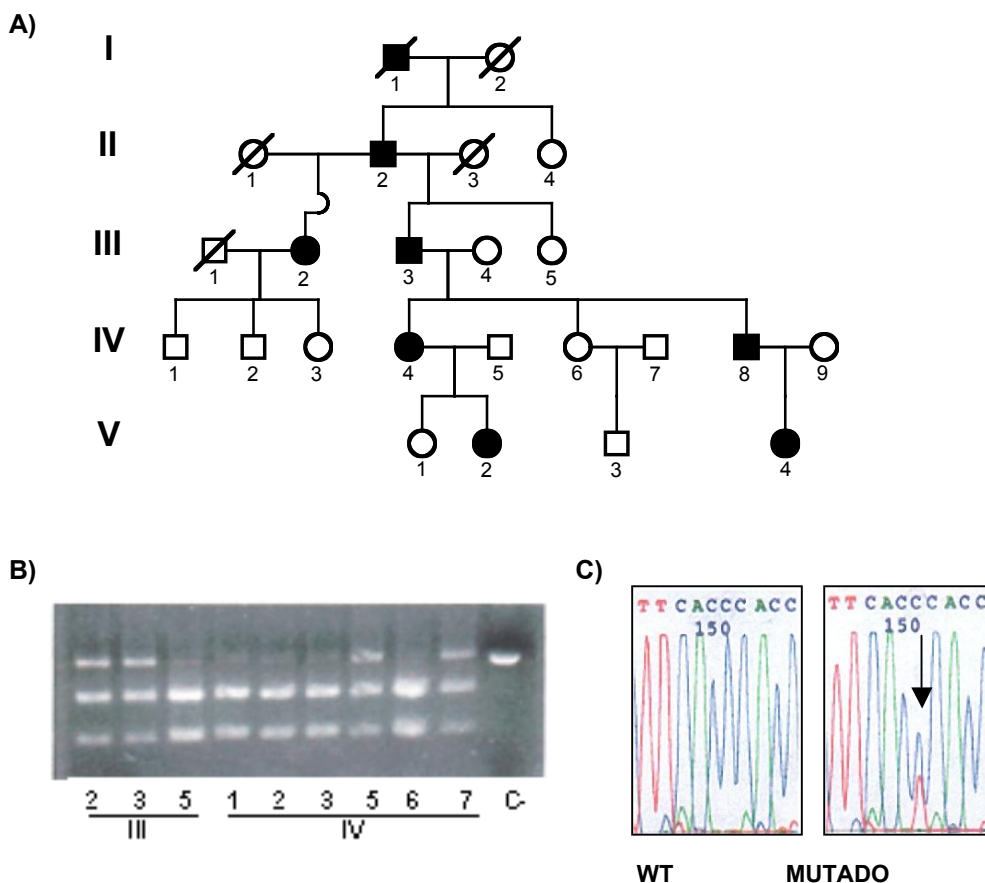 A)
I
1 2
II
1 2 3 4
III
1 2 3 4 5
IV
1 2 3 4 5 6 7 8 9
V
1 2 3 4
B)
2 3 5 1 2 3 5 6 7 C-
III IV
C)
T T C A C C C A C C
150
T T C A C C C A C C
150
WT MUTADO